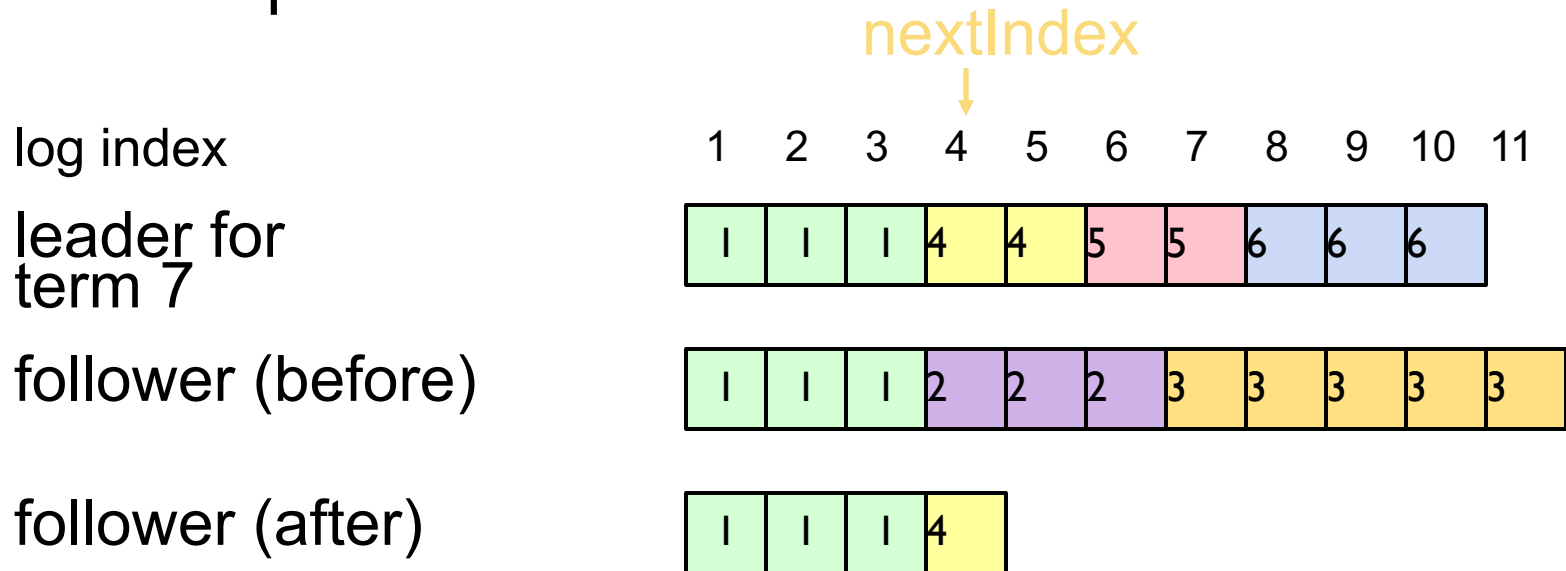 nextIndex
log index 1 2 3 4 5 6 7 8 9 10 11
leader for
term 7 1 1 1 4 4 5 5 6 6 6
follower (before) 1 1 1 2 2 2 3 3 3 3 3
follower (after) 1 1 1 4